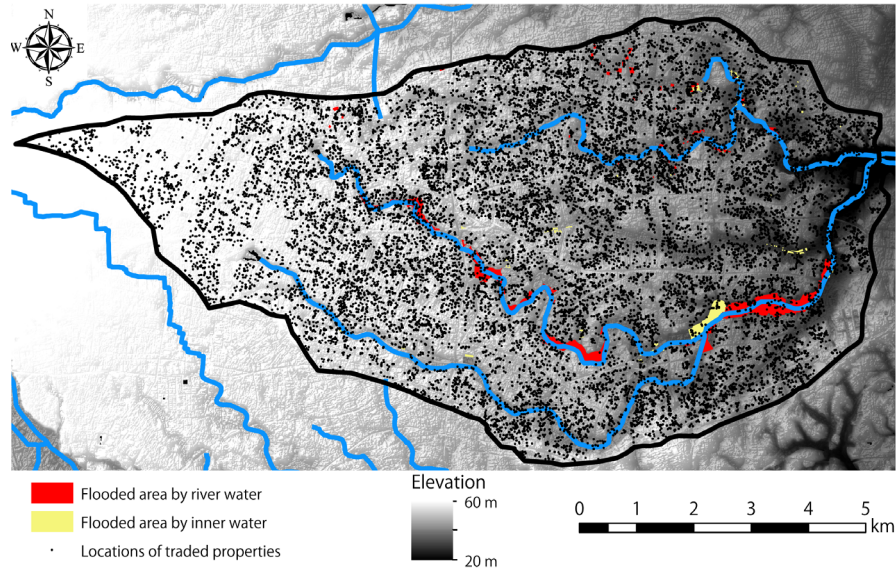 N
W E
S
Flooded area by river water
Flooded area by inner water
Locations of traded properties
Elevation
60 m
20 m
0 1 2 3 4 5
km